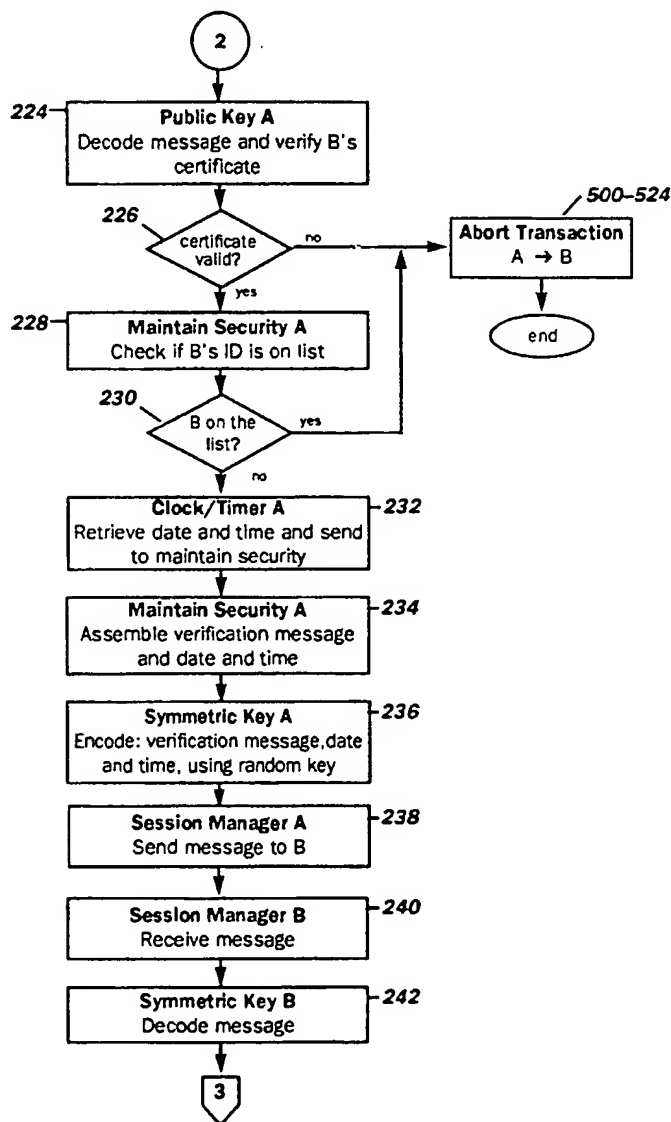 2
224
Public Key A
Decode message and verify B's
certificate
226
certificate
valid?
no
yes
500–524
Abort Transaction
A → B
end
228
Maintain Security A
Check if B's ID is on list
230
B on the
list?
yes
no
Clock/Timer A
Retrieve date and time and send
to maintain security
232
Maintain Security A
Assemble verification message
and date and time
234
Symmetric Key A
Encode: verification message,date
and time, using random key
236
Session Manager A
Send message to B
238
Session Manager B
Receive message
240
Symmetric Key B
Decode message
242
3